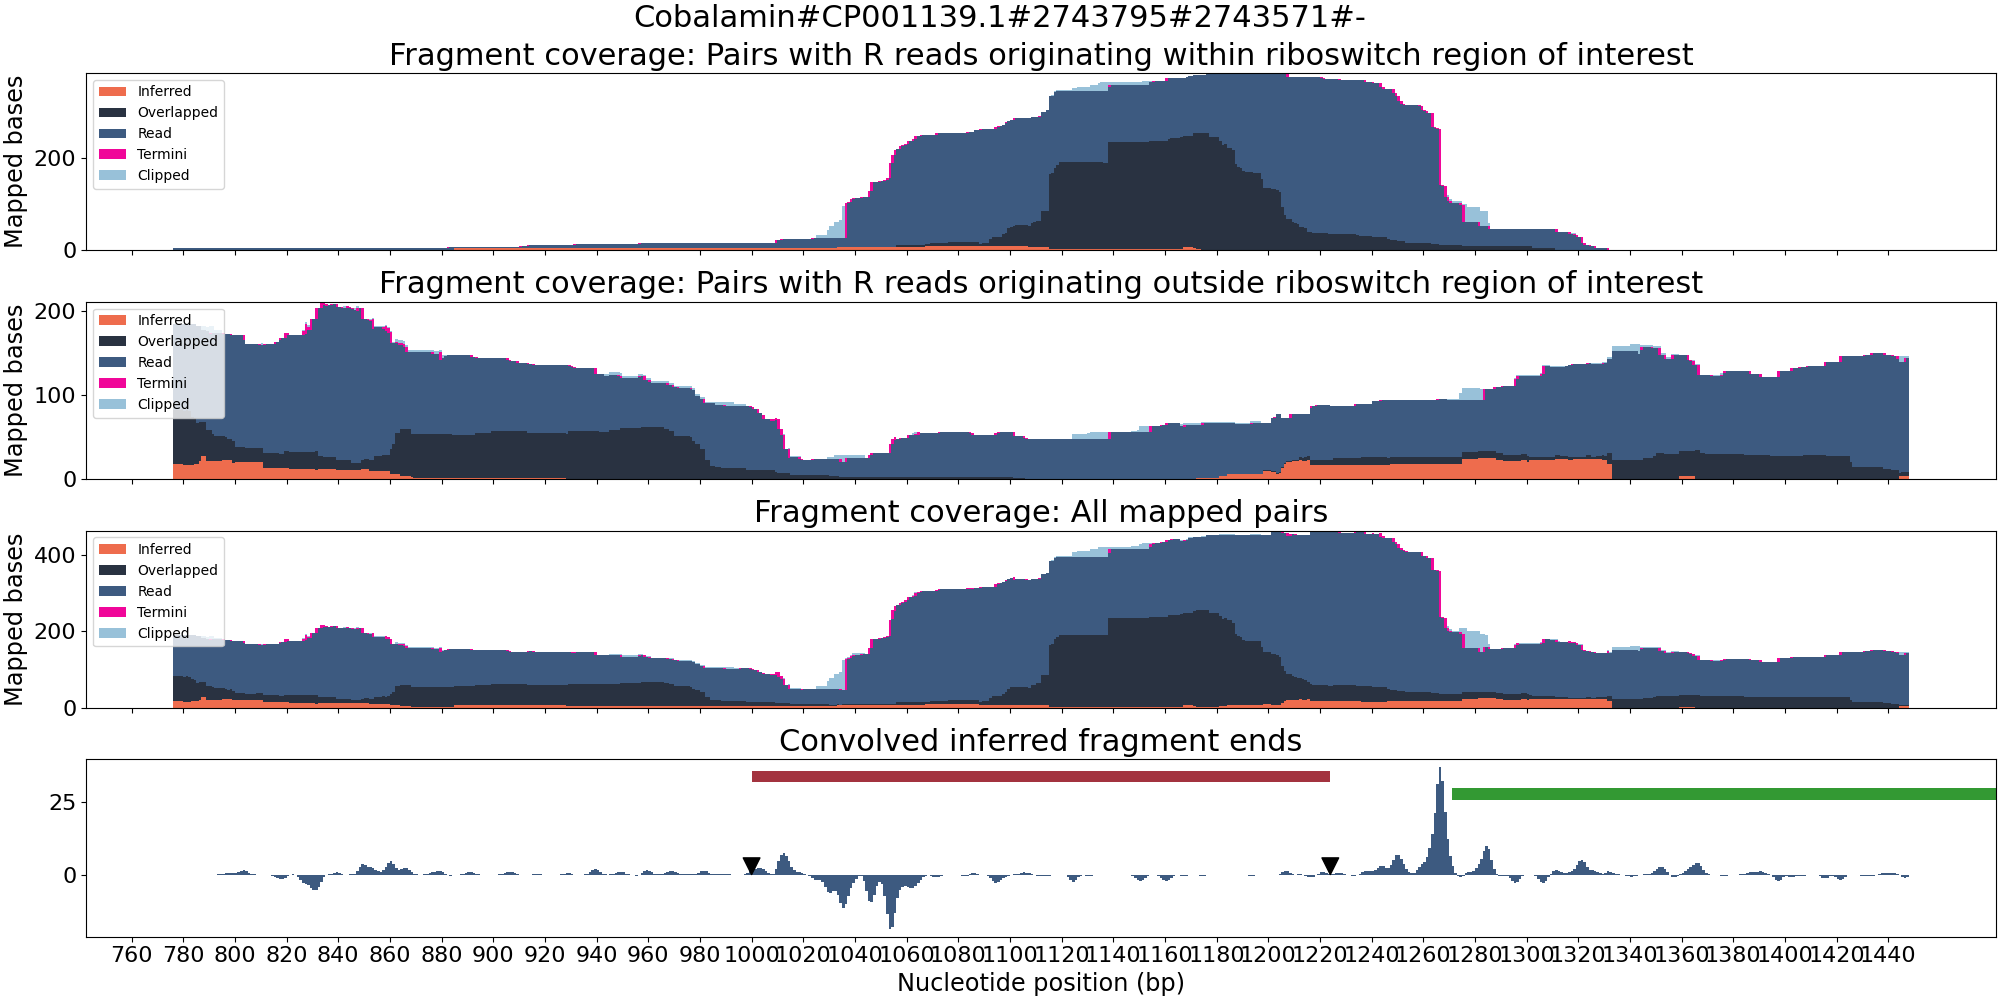 Cobalamin#CP001139.1#2743795#2743571#-
Fragment coverage: Pairs with R reads originating within riboswitch region of interest
Mapped bases
200
0
Inferred
Overlapped
Read
Termini
Clipped
Fragment coverage: Pairs with R reads originating outside riboswitch region of interest
Mapped bases
200
100
0
Inferred
Overlapped
Read
Termini
Clipped
Fragment coverage: All mapped pairs
Mapped bases
400
200
0
Inferred
Overlapped
Read
Termini
Clipped
Convolved inferred fragment ends
25
0
760 780 800 820 840 860 880 900 920 940 960 980 1000 1020 1040 1060 1080 1100 1120 1140 1160 1180 1200 1220 1240 1260 1280 1300 1320 1340 1360 1380 1400 1420 1440
Nucleotide position (bp)